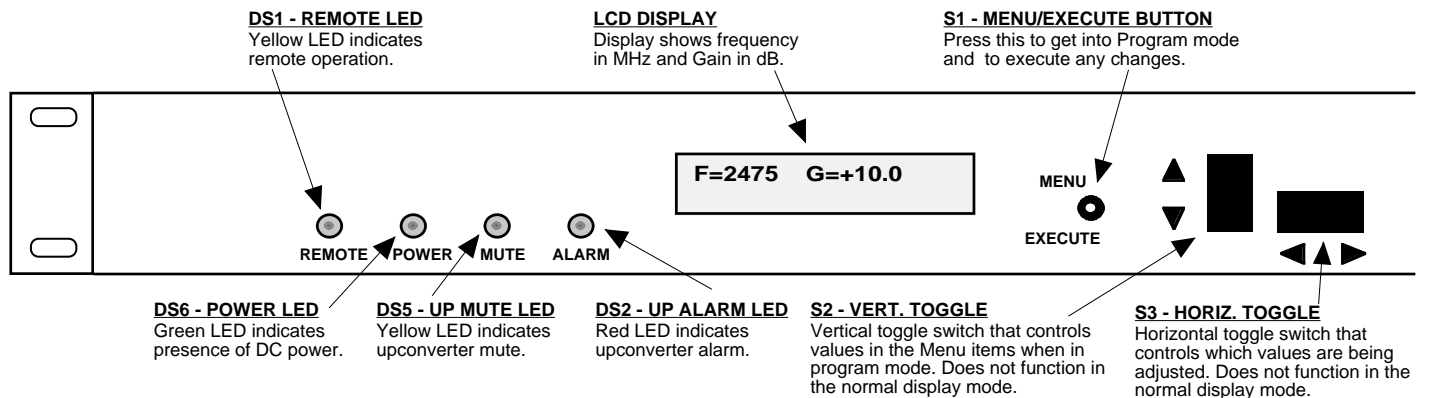 DS1 - REMOTE LED
Yellow LED indicates
remote operation.
LCD DISPLAY
Display shows frequency
in MHz and Gain in dB.
S1 - MENU/EXECUTE BUTTON
Press this to get into Program mode
and to execute any changes.
F=2475 G=+10.0
MENU
EXECUTE
REMOTE POWER MUTE ALARM
DS6 - POWER LED
Green LED indicates
presence of DC power.
DS5 - UP MUTE LED
Yellow LED indicates
upconverter mute.
DS2 - UP ALARM LED
Red LED indicates
upconverter alarm.
S2 - VERT. TOGGLE
Vertical toggle switch that controls
values in the Menu items when in
program mode. Does not function in
the normal display mode.
S3 - HORIZ. TOGGLE
Horizontal toggle switch that
controls which values are being
adjusted. Does not function in the
normal display mode.